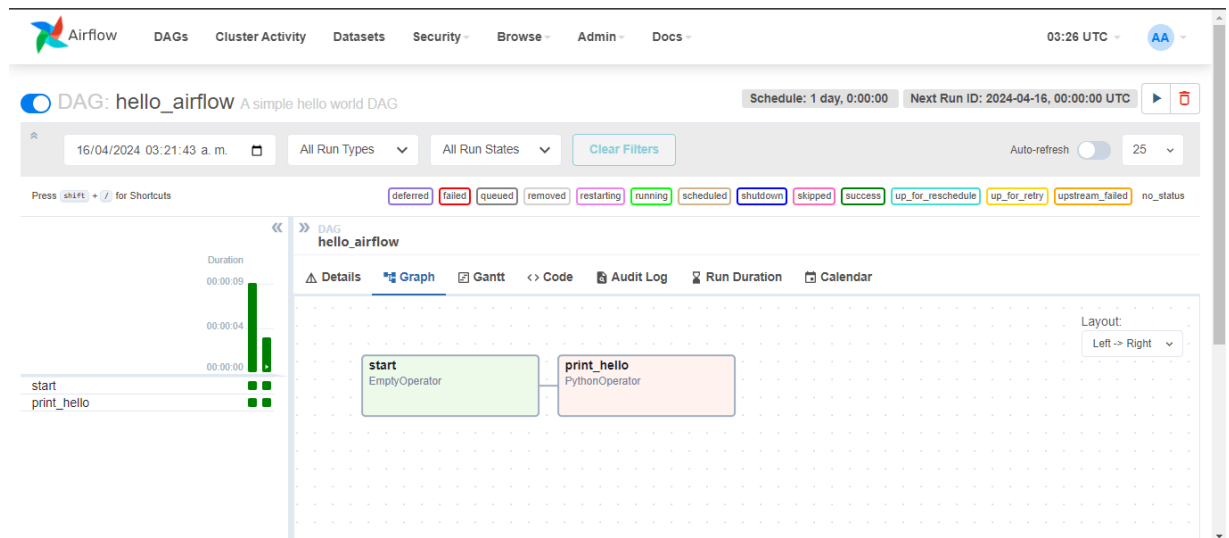 Airflow DAGs Cluster Activity Datasets Security Browse Admin Docs 03:26 UTC AA
DAG: hello_airflow A simple hello world DAG Schedule: 1 day, 0:00:00 Next Run ID: 2024-04-16, 00:00:00 UTC
16/04/2024 03:21:43 a. m. All Run Types All Run States Clear Filters Auto-refresh 25
Press shift + / for Shortcuts deferred failed queued removed restarting running scheduled shutdown skipped success up_for_reschedule up_for_retry upstream_failed no_status
DAG
hello_airflow
Duration
00:00:09
00:00:04
00:00:00
start
print_hello
Details Graph Gantt Code Audit Log Run Duration Calendar
Layout:
Left -> Right
start
EmptyOperator
print_hello
PythonOperator